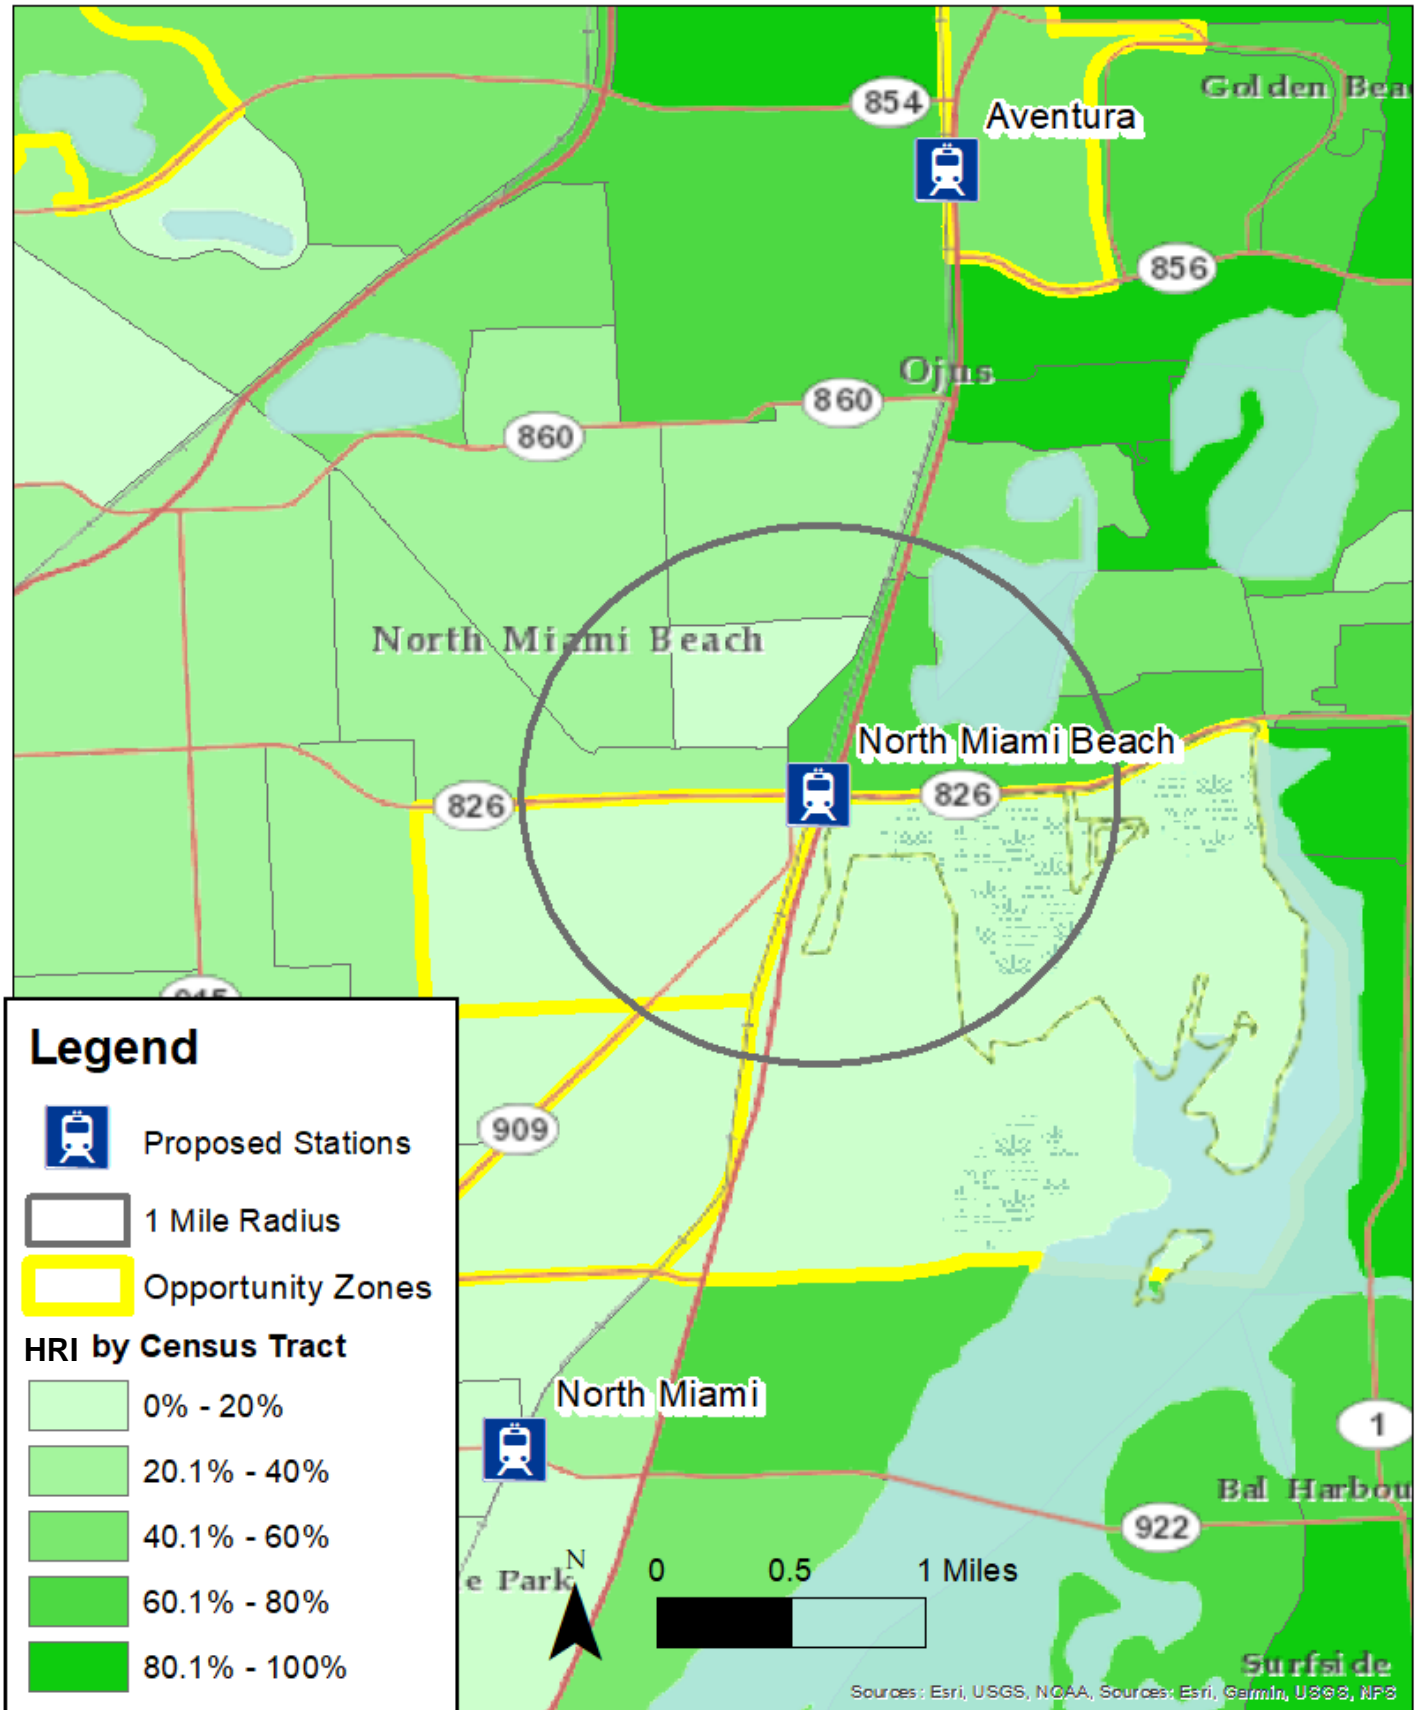 854
Golden Bea
Aventura
856
Ojus
860
860
North Miami Beach
North Miami Beach
826
826
Legend
Proposed Stations
1 Mile Radius
Opportunity Zones
HRI by Census Tract
0% - 20%
20.1% - 40%
40.1% - 60%
60.1% - 80%
80.1% - 100%
909
North Miami
1
Bal Harbou
922
N
e Park
0 0.5 1 Miles
Surfside
Sources: Esri, USGS, NOAA, Sources: Esri, Garmin, USGS, NPS